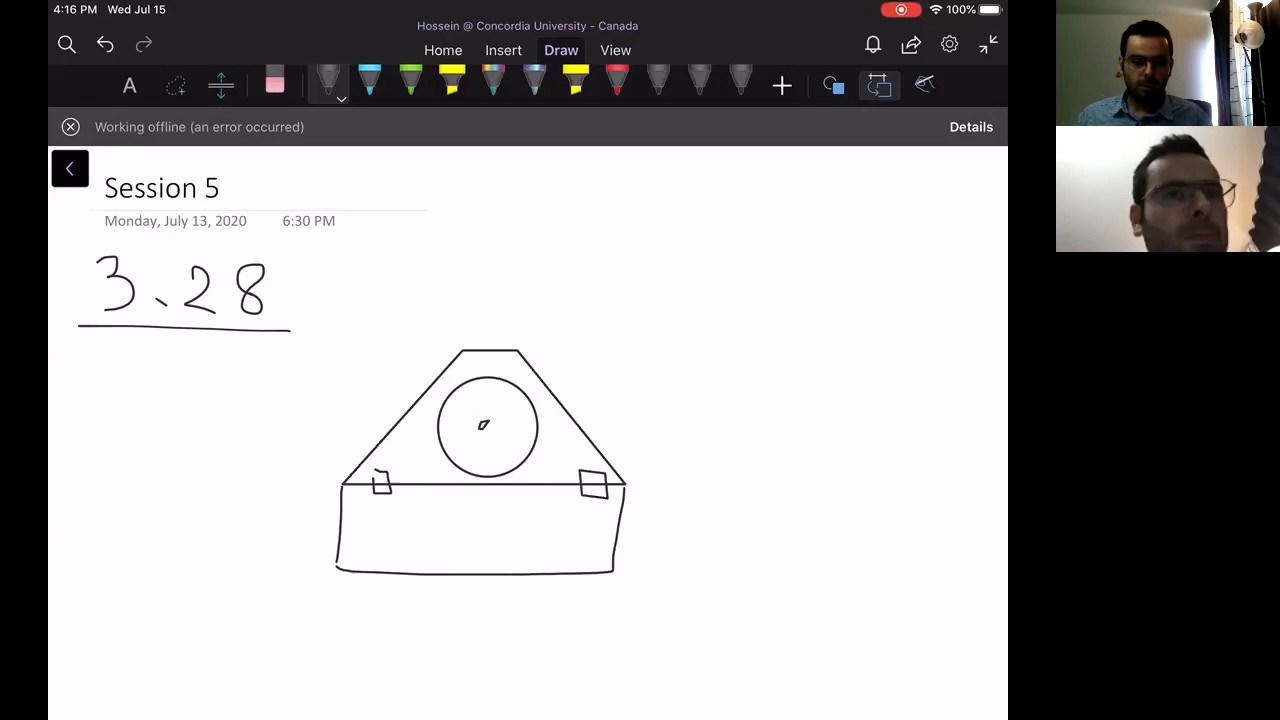 4:16 PM Wed Jul 15
100%
Hossein @ Concordia University - Canada
Home Insert Draw View
A
Working offline (an error occurred)
Details
Session 5
Monday, July 13, 2020 6:30 PM
3.28